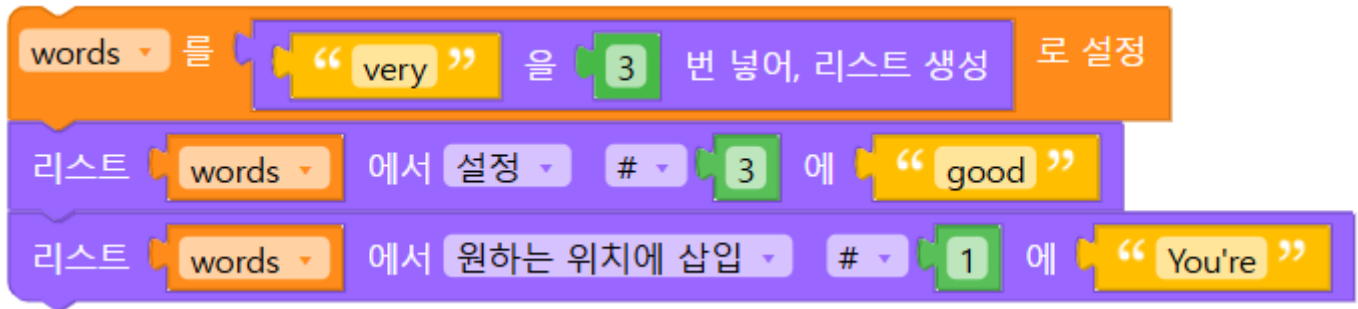 words 를 “ very ” 을 3 번 넣어, 리스트 생성 로 설정
리스트 words 에서 설정 # 3 에 “ good ”
리스트 words 에서 원하는 위치에 삽입 # 1 에 “ You're ”